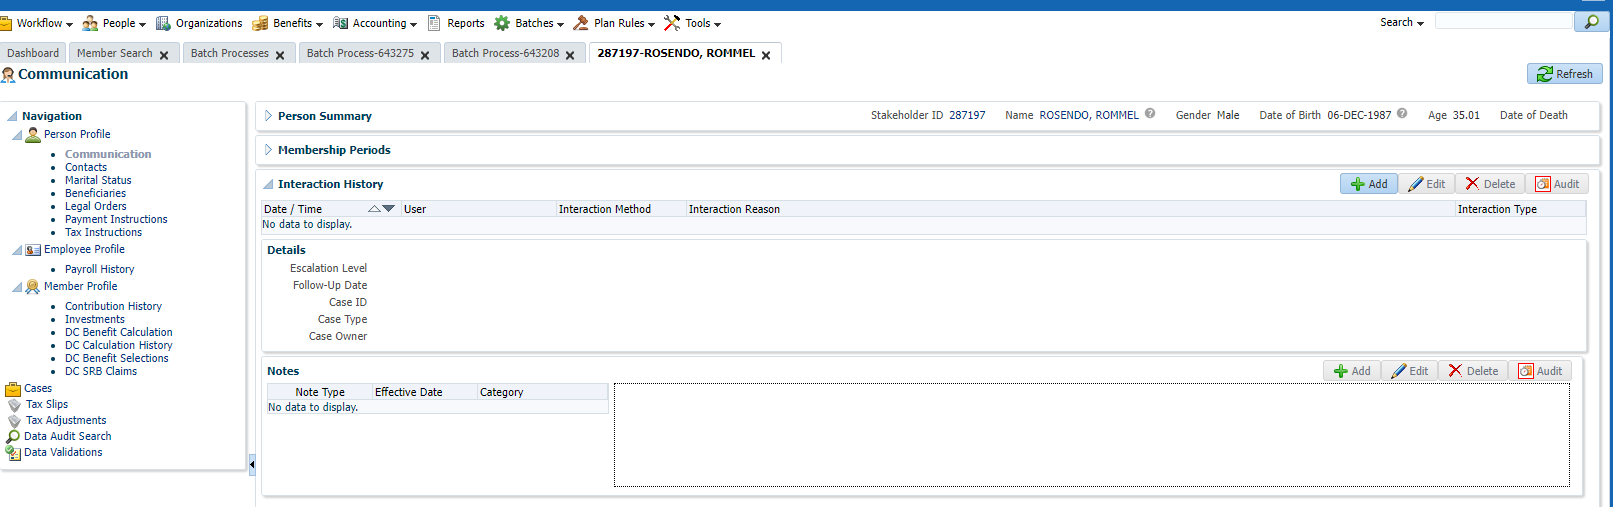 Workflow People Organizations Benefits Accounting Reports Batches Plan Rules Tools Search
Dashboard Member Search Batch Processes Batch Process-643275 Batch Process-643208 287197-ROSENDO, ROMMEL
Communication Refresh
Navigation
Person Profile
Communication
Contacts
Marital Status
Beneficiaries
Legal Orders
Payment Instructions
Tax Instructions
Employee Profile
Payroll History
Member Profile
Contribution History
Investments
DC Benefit Calculation
DC Calculation History
DC Benefit Selections
DC SRB Claims
Cases
Tax Slips
Tax Adjustments
Data Audit Search
Data Validations
Person Summary Stakeholder ID 287197 Name ROSENDO, ROMMEL Gender Male Date of Birth 06-DEC-1987 Age 35.01 Date of Death
Membership Periods
Interaction History Add Edit Delete Audit
Date / Time User Interaction Method Interaction Reason Interaction Type
No data to display.
Details
Escalation Level
Follow-Up Date
Case ID
Case Type
Case Owner
Notes Add Edit Delete Audit
Note Type Effective Date Category
No data to display.